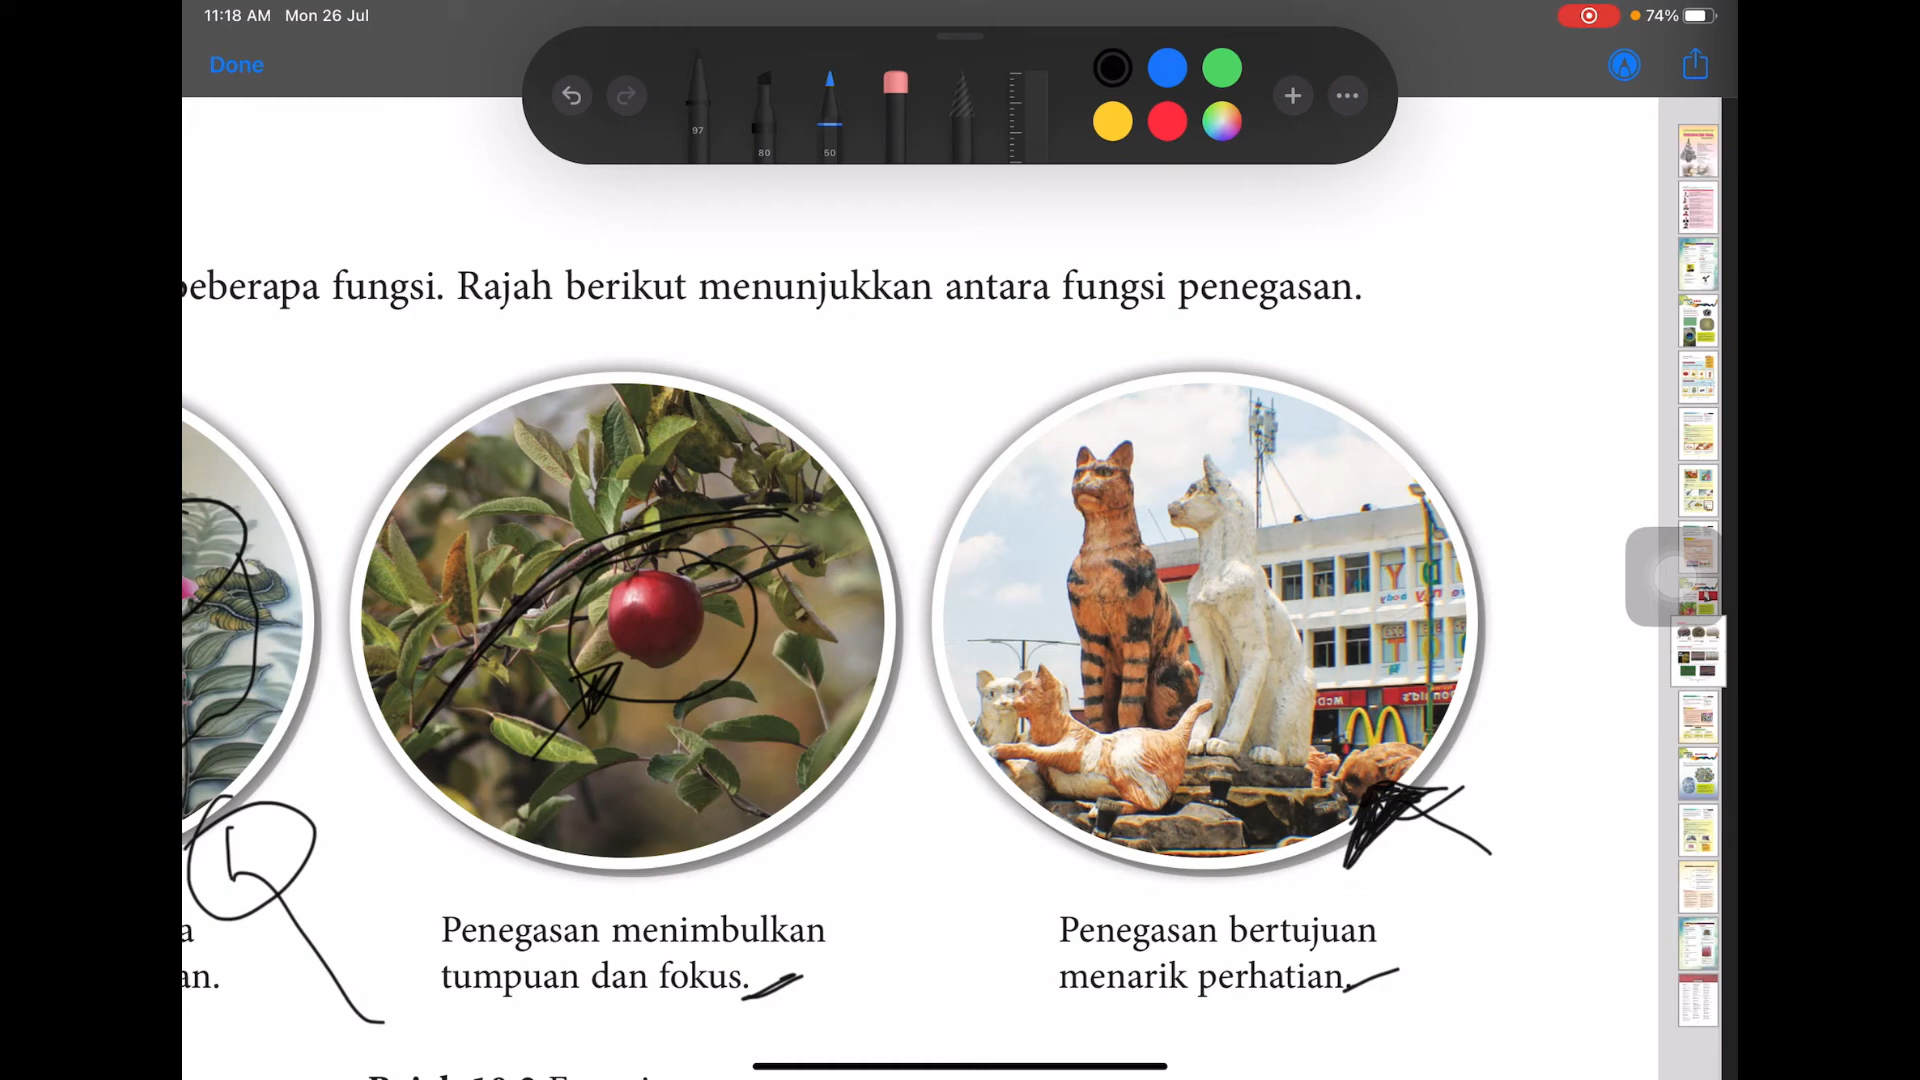 11:18 AM Mon 26 Jul
74%
Done
97
80
50
beberapa fungsi. Rajah berikut menunjukkan antara fungsi penegasan.
a
an.
Penegasan menimbulkan
tumpuan dan fokus.
Penegasan bertujuan
menarik perhatian.